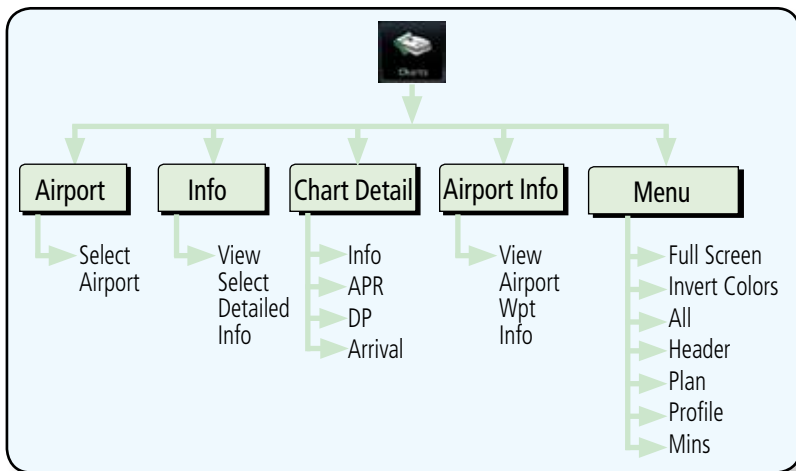 Charts
Airport
Info
Chart Detail
Airport Info
Menu
Select
Airport
View
Select
Detailed
Info
Info
APR
DP
Arrival
View
Airport
Wpt
Info
Full Screen
Invert Colors
All
Header
Plan
Profile
Mins